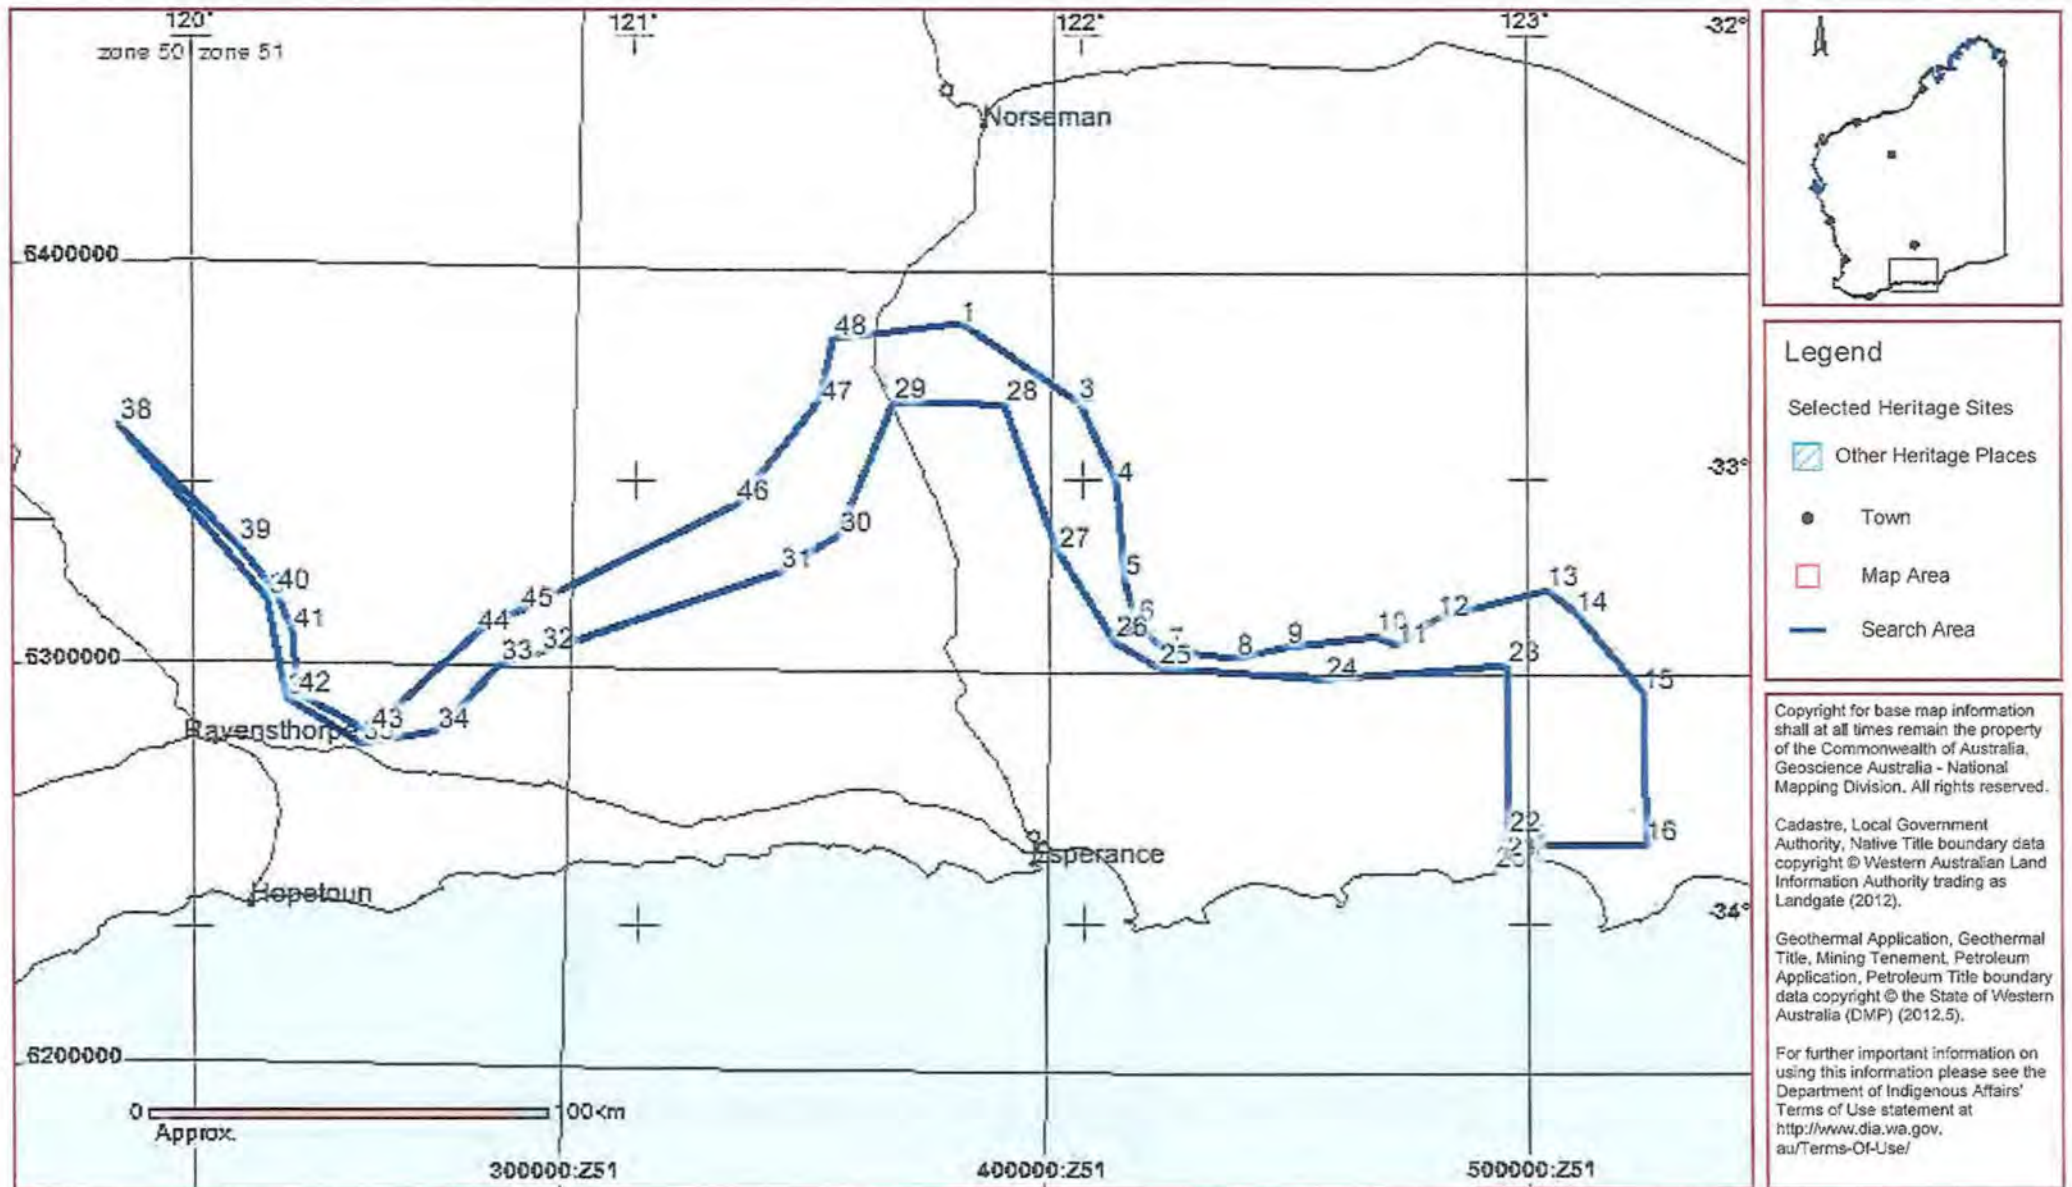 120°
121°
122°
123°
-32°
zone 50 zone 51
Norseman
6400000
1
48
3
47
29
28
38
-33°
4
46
39
30
27
31
5
40
13
45
14
41
6
12
44
26
7
10
9
11
32
8
33
25
23
24
6300000
15
42
43
34
Ravensthorpe
22
16
21
Esperance
Hopetoun
-34°
6200000
0
100km
Approx.
300000:Z51
400000:Z51
500000:Z51
Legend
Selected Heritage Sites
Other Heritage Places
Town
Map Area
Search Area
Copyright for base map information
shall at all times remain the property
of the Commonwealth of Australia,
Geoscience Australia - National
Mapping Division. All rights reserved.
Cadastre, Local Government
Authority, Native Title boundary data
copyright © Western Australian Land
Information Authority trading as
Landgate (2012).
Geothermal Application, Geothermal
Title, Mining Tenement, Petroleum
Application, Petroleum Title boundary
data copyright © the State of Western
Australia (DMP) (2012.5).
For further important information on
using this information please see the
Department of Indigenous Affairs'
Terms of Use statement at
http://www.dia.wa.gov.
au/Terms-Of-Use/